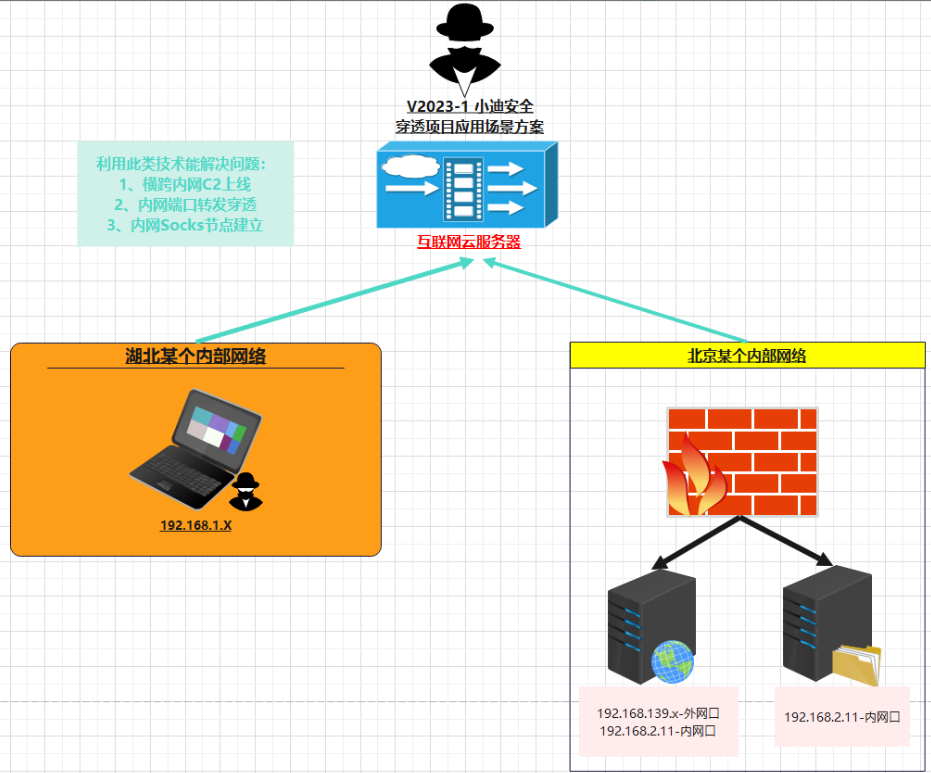 V2023-1 小迪安全
穿透项目应用场景方案
利用此类技术能解决问题：
1、横跨内网C2上线
2、内网端口转发穿透
3、内网Socks节点建立
互联网云服务器
湖北某个内部网络
192.168.1.X
北京某个内部网络
192.168.139.x-外网口
192.168.2.11-内网口
192.168.2.11-内网口